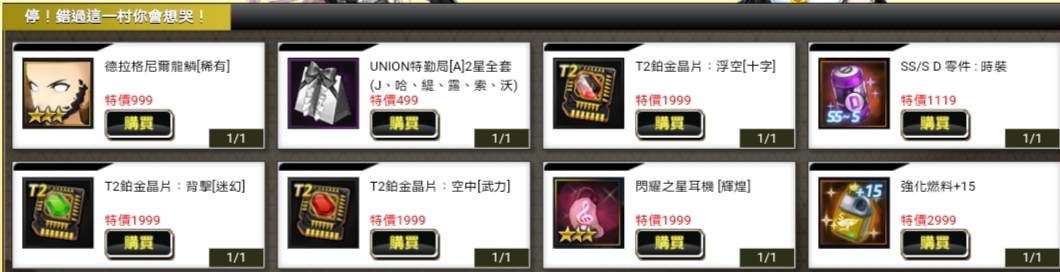 停！錯過這一村你會想哭！
德拉格尼爾龍鱗[稀有]
特價999
購買
1/1
UNION特勤局[A]2星全套
(J、哈、緹、露、索、沃)
特價499
購買
1/1
T2
T2鉑金晶片：浮空[十字]
特價1999
購買
1/1
SS~S
SS/S D 零件 : 時裝
特價1119
購買
1/1
T2
T2鉑金晶片：背擊[迷幻]
特價1999
購買
1/1
T2
T2鉑金晶片：空中[武力]
特價1999
購買
1/1
閃耀之星耳機 [輝煌]
特價1999
購買
1/1
+15
強化燃料+15
特價2999
購買
1/1